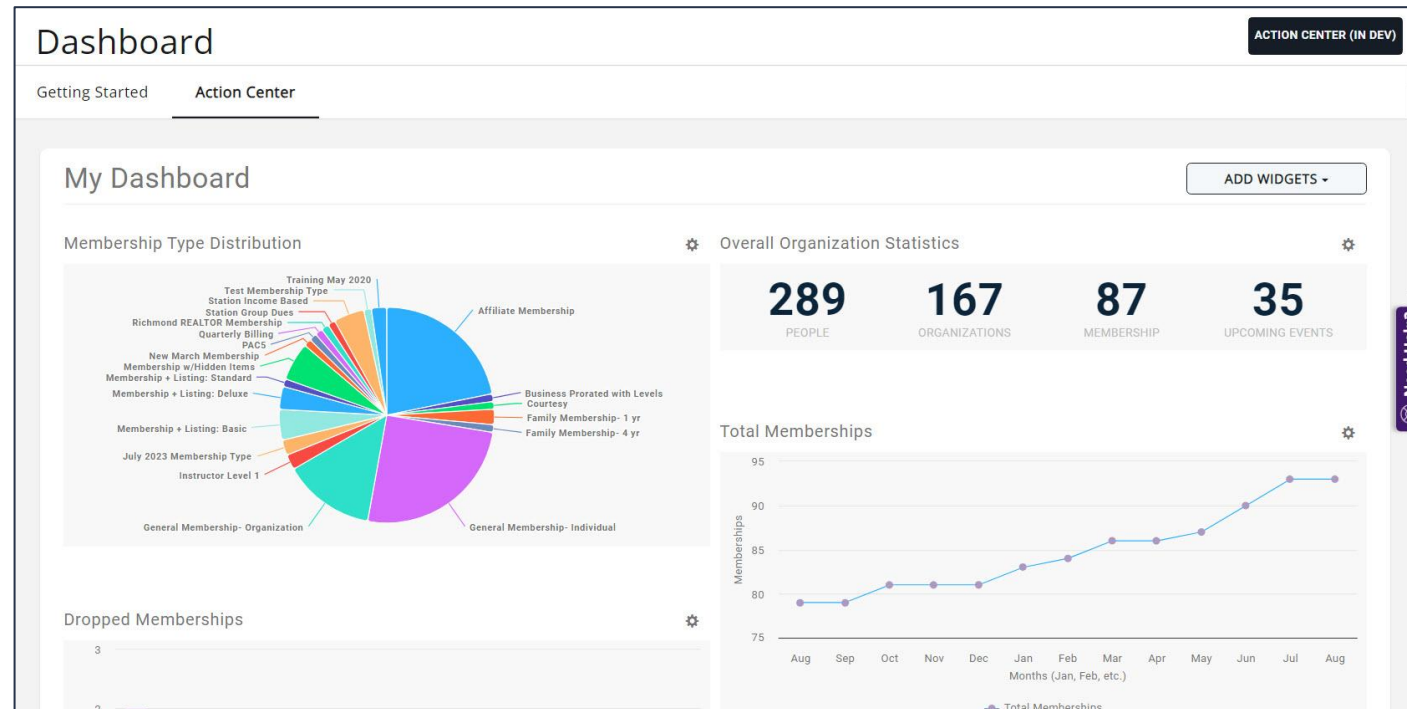 Dashboard
ACTION CENTER (IN DEV)
Getting Started
Action Center
My Dashboard
ADD WIDGETS
Membership Type Distribution
Training May 2020
Test Membership Type
Station Income Based
Station Group Dues
Richmond REALTOR Membership
Quarterly Billing
PAC5
New March Membership
Membership w/Hidden Items
Membership + Listing: Standard
Membership + Listing: Deluxe
Membership + Listing: Basic
July 2023 Membership Type
Instructor Level 1
General Membership- Organization
Affiliate Membership
Business Prorated with Levels
Courtesy
Family Membership- 1 yr
Family Membership- 4 yr
General Membership- Individual
Overall Organization Statistics
289 167 87 35
PEOPLE ORGANIZATIONS MEMBERSHIP UPCOMING EVENTS
Total Memberships
95
90
85
80
75
Memberships
Aug Sep Oct Nov Dec Jan Feb Mar Apr May Jun Jul Aug
Months (Jan, Feb, etc.)
Total Memberships
Dropped Memberships
3